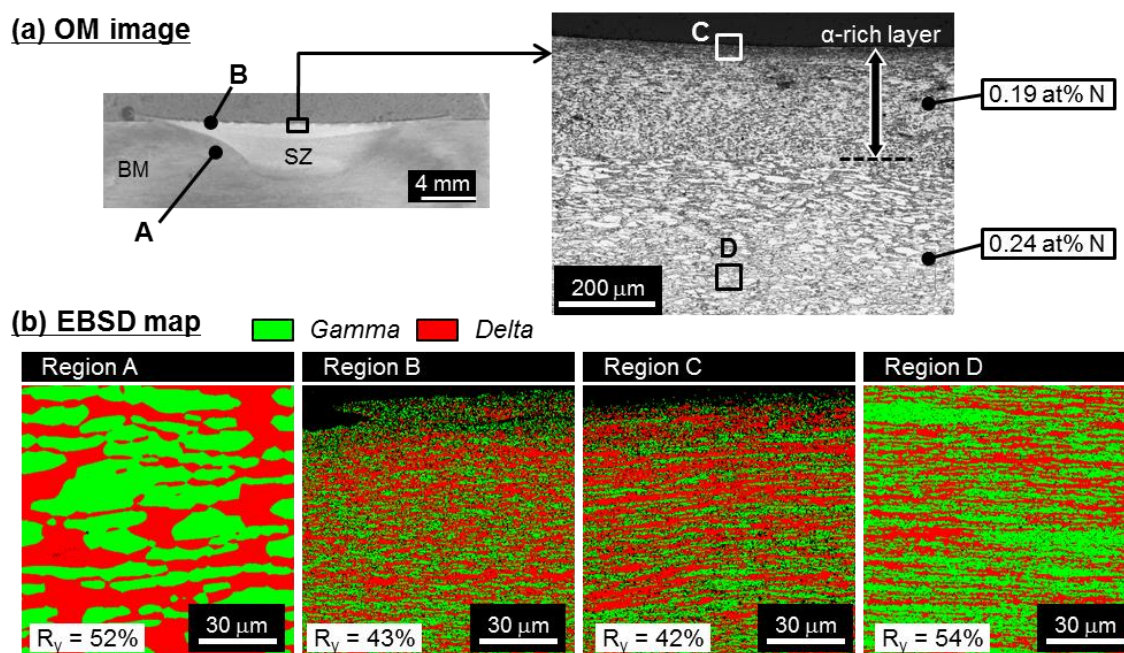 (a) OM image
B
BM
SZ
A
4 mm
C
α-rich layer
0.19 at% N
D
0.24 at% N
200 μm
(b) EBSD map
Gamma
Delta
Region A
Region B
Region C
Region D
Rγ = 52%
30 μm
Rγ = 43%
30 μm
Rγ = 42%
30 μm
Rγ = 54%
30 μm